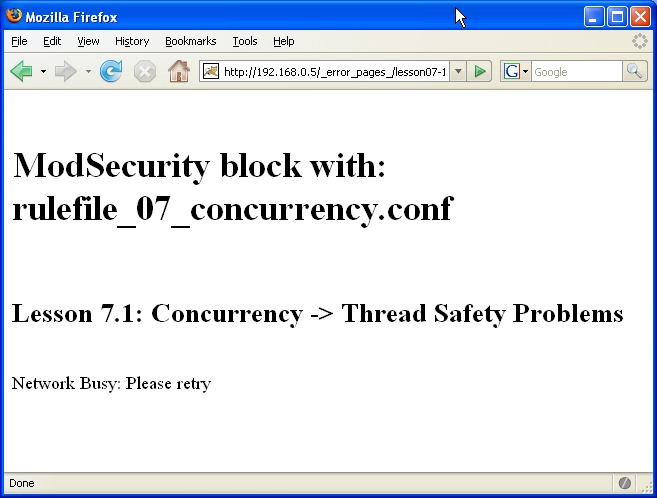 Mozilla Firefox
File Edit View History Bookmarks Tools Help
http://192.168.0.5/_error_pages_/lesson07-1 G Google
ModSecurity block with:
rulefile_07_concurrency.conf
Lesson 7.1: Concurrency -> Thread Safety Problems
Network Busy: Please retry
Done